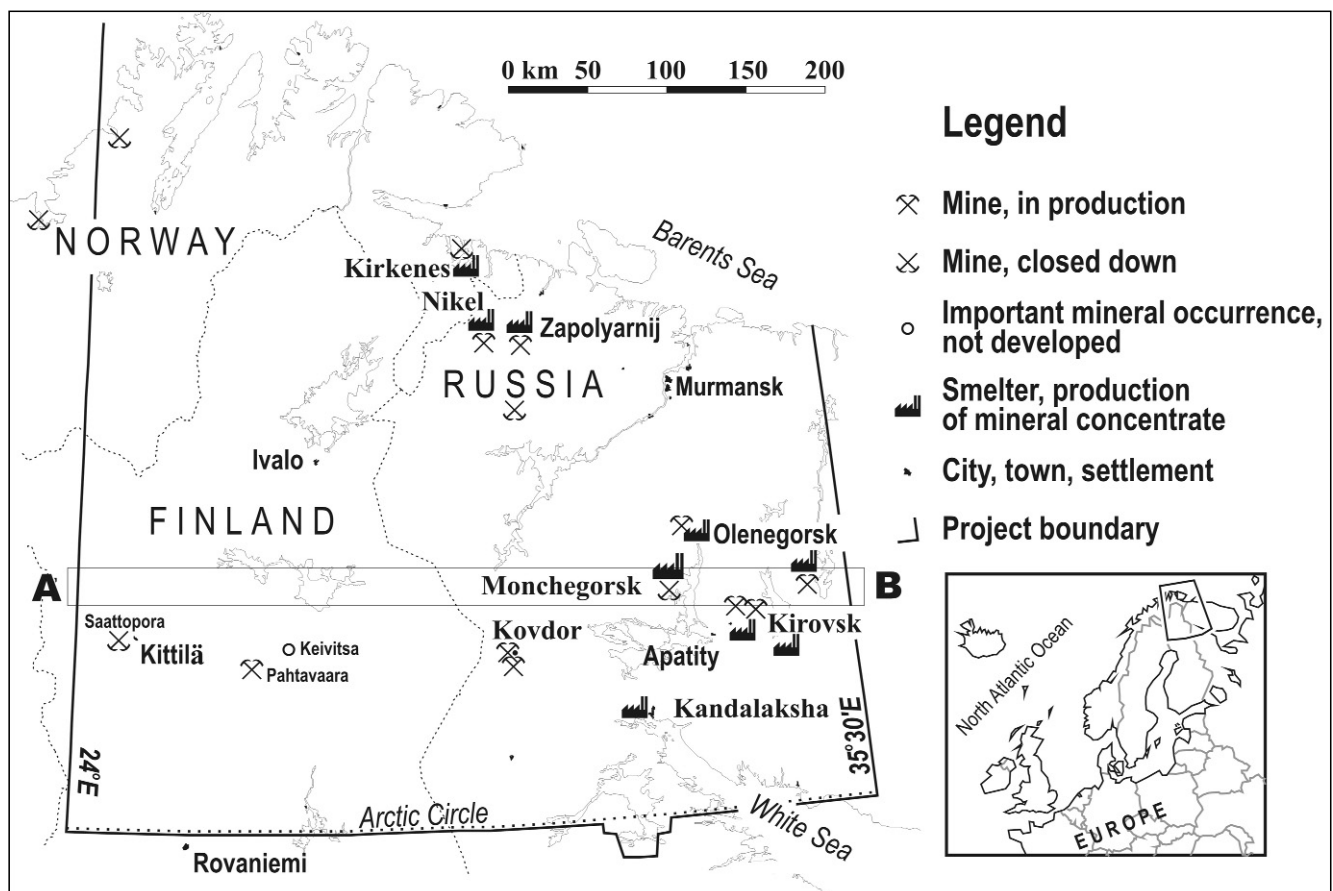 0 km 50 100 150 200
Legend
Mine, in production
Mine, closed down
Important mineral occurrence,
not developed
Smelter, production
of mineral concentrate
City, town, settlement
Project boundary
NORWAY
Barents Sea
Kirkenes
Nikel
Zapolyarnij
RUSSIA
Murmansk
Ivalo
FINLAND
Olenegorsk
A
Monchegorsk
B
Saattopora
Kittilä
Keivitsa
Pahtavaara
Kovdor
Kirovsk
Apatity
Kandalaksha
24°E
35°30'E
Arctic Circle
White Sea
Rovaniemi
North Atlantic Ocean
EUROPE